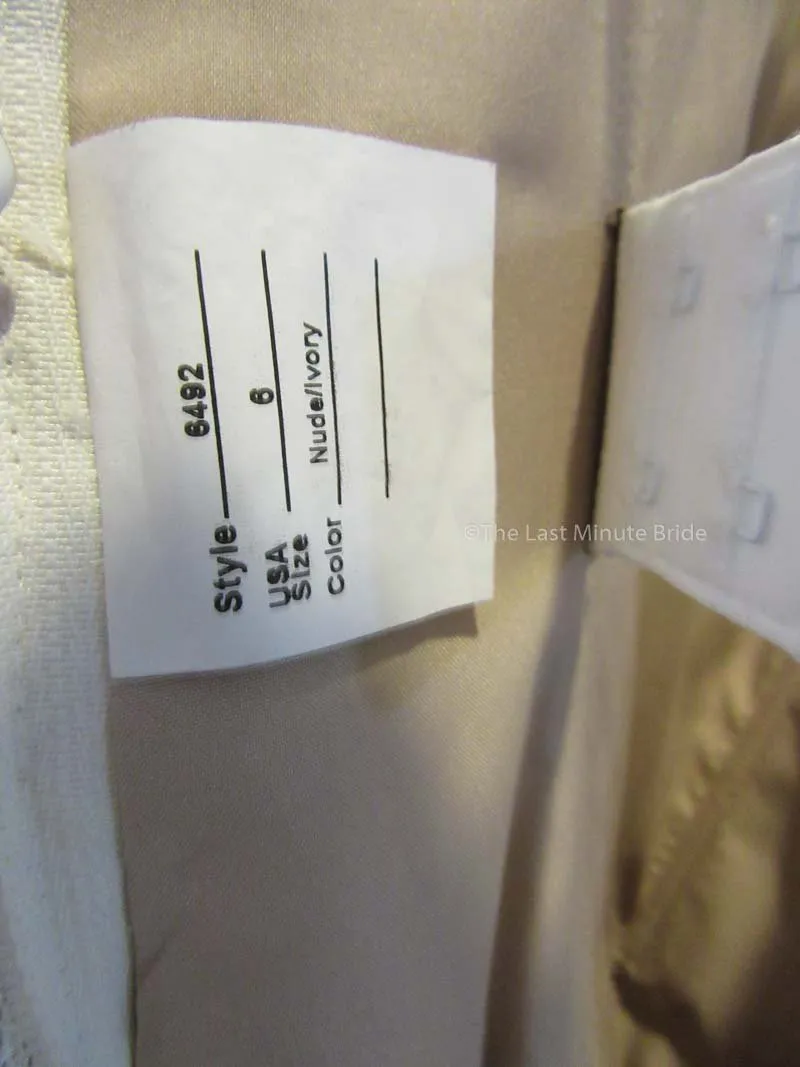 Style 6492
USA
Size 6
Color Nude/Ivory
©The Last Minute Bride